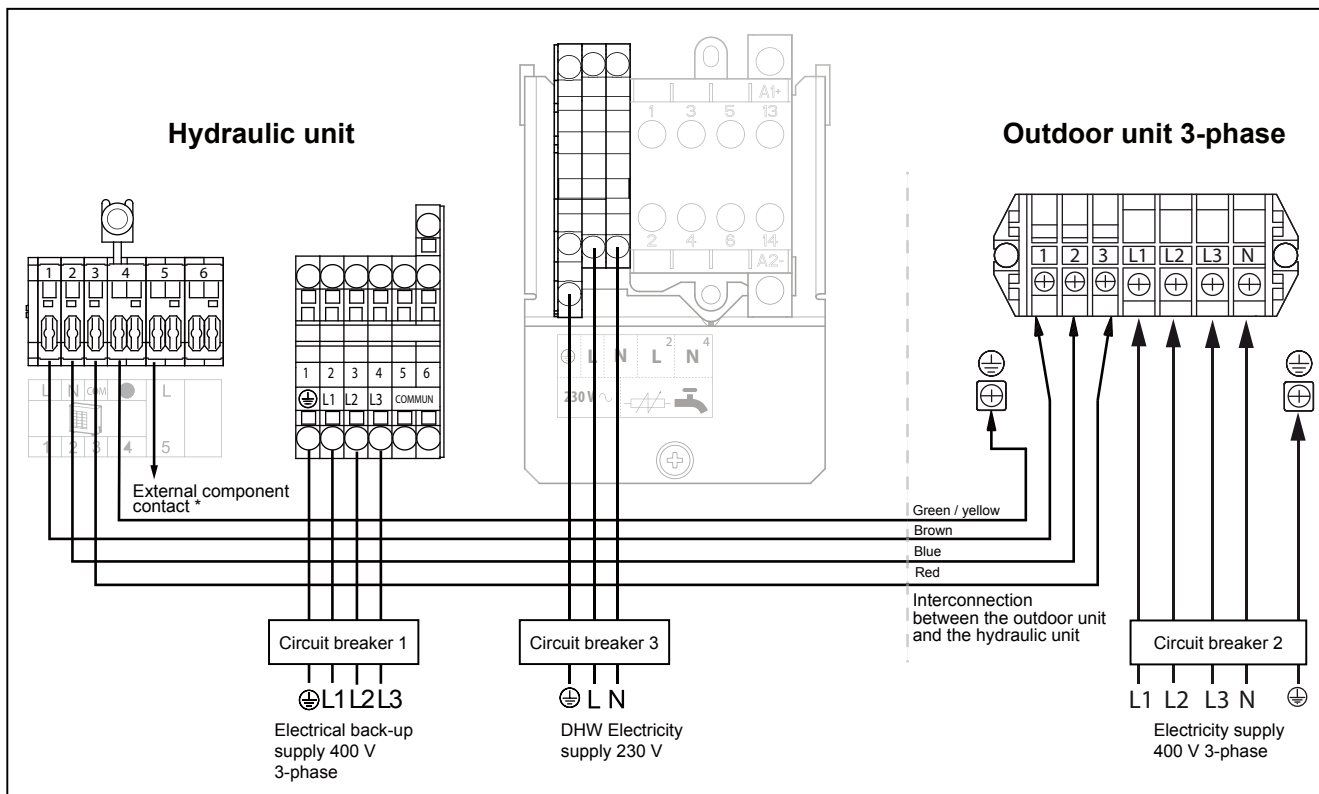 Hydraulic unit
Outdoor unit 3-phase
A1+
1 3 5 13
2 4 6 14
A2-
1 2 3 4 5 6
L N COM L
1 2 3 4 5
External component
contact *
1 2 3 4 5 6
L1 L2 L3 COMMUN
L N L 2 N 4
230 V ~
1 2 3 L1 L2 L3 N
Green / yellow
Brown
Blue
Red
Interconnection
between the outdoor unit
and the hydraulic unit
Circuit breaker 1
L1 L2 L3
Electrical back-up
supply 400 V
3-phase
Circuit breaker 3
L N
DHW Electricity
supply 230 V
Circuit breaker 2
L1 L2 L3 N
Electricity supply
400 V 3-phase